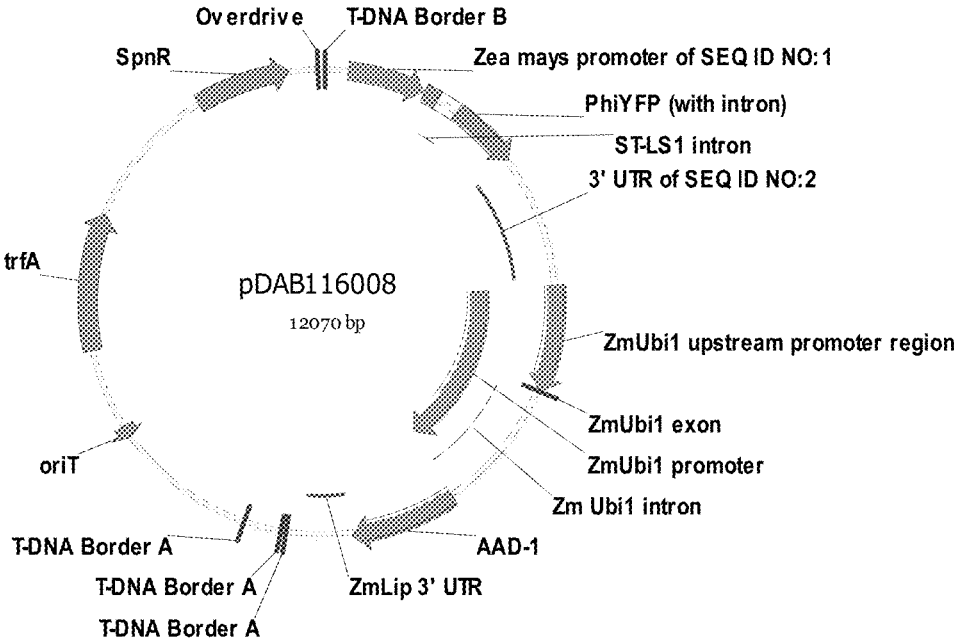 Overdrive
T-DNA Border B
SpnR
Zea mays promoter of SEQ ID NO:1
PhiYFP (with intron)
ST-LS1 intron
3' UTR of SEQ ID NO:2
trfA
pDAB116008
12070 bp
ZmUbi1 upstream promoter region
ZmUbi1 exon
ZmUbi1 promoter
oriT
Zm Ubi1 intron
T-DNA Border A
AAD-1
T-DNA Border A
ZmLip 3' UTR
T-DNA Border A